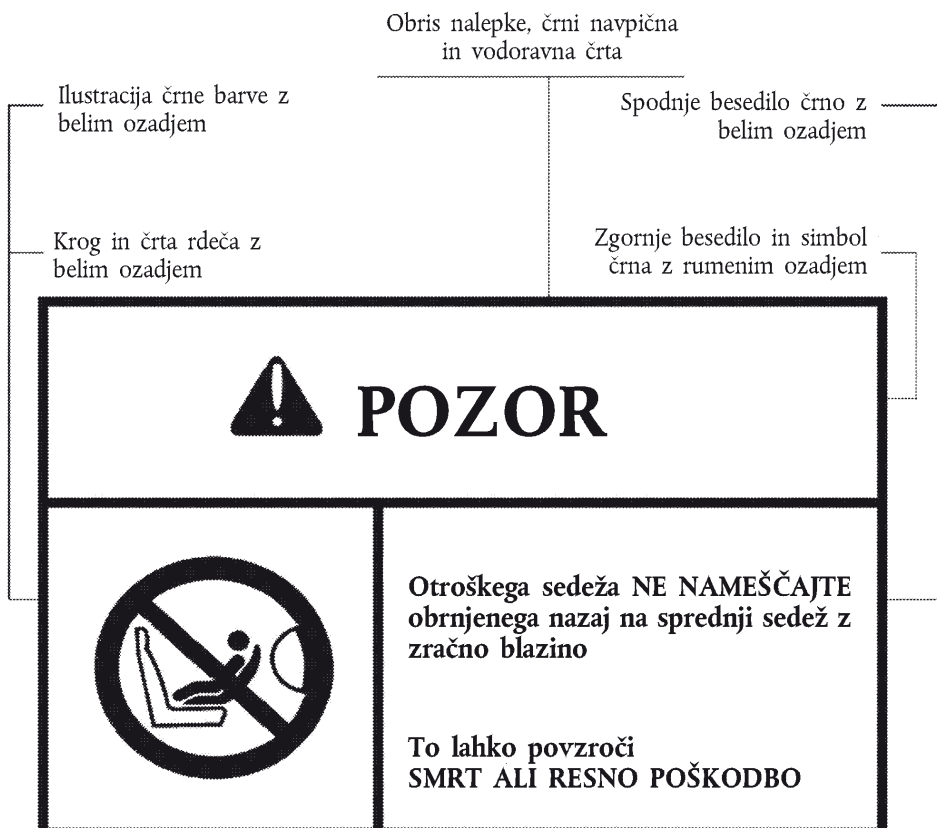 Obris nalepke, črni navpična
in vodoravna črta
Ilustracija črne barve z
belim ozadjem
Spodnje besedilo črno z
belim ozadjem
Krog in črta rdeča z
belim ozadjem
Zgornje besedilo in simbol
črna z rumenim ozadjem
POZOR
Otroškega sedeža NE NAMEŠČAJTE
obrnjenega nazaj na sprednji sedež z
zračno blazino
To lahko povzroči
SMRT ALI RESNO POŠKODBO